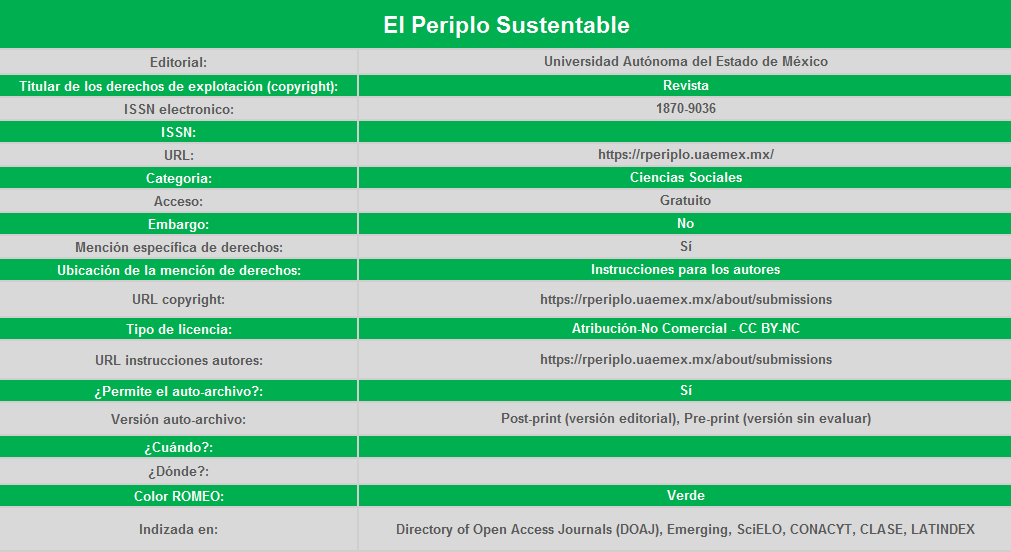 El Periplo Sustentable
Editorial: Universidad Autónoma del Estado de México
Titular de los derechos de explotación (copyright): Revista
ISSN electronico: 1870-9036
ISSN:
URL: https://rperiplo.uaemex.mx/
Categoria: Ciencias Sociales
Acceso: Gratuito
Embargo: No
Mención específica de derechos: Sí
Ubicación de la mención de derechos: Instrucciones para los autores
URL copyright: https://rperiplo.uaemex.mx/about/submissions
Tipo de licencia: Atribución-No Comercial - CC BY-NC
URL instrucciones autores: https://rperiplo.uaemex.mx/about/submissions
¿Permite el auto-archivo?: Sí
Versión auto-archivo: Post-print (versión editorial), Pre-print (versión sin evaluar)
¿Cuándo?:
¿Dónde?:
Color ROMEO: Verde
Indizada en: Directory of Open Access Journals (DOAJ), Emerging, SciELO, CONACYT, CLASE, LATINDEX